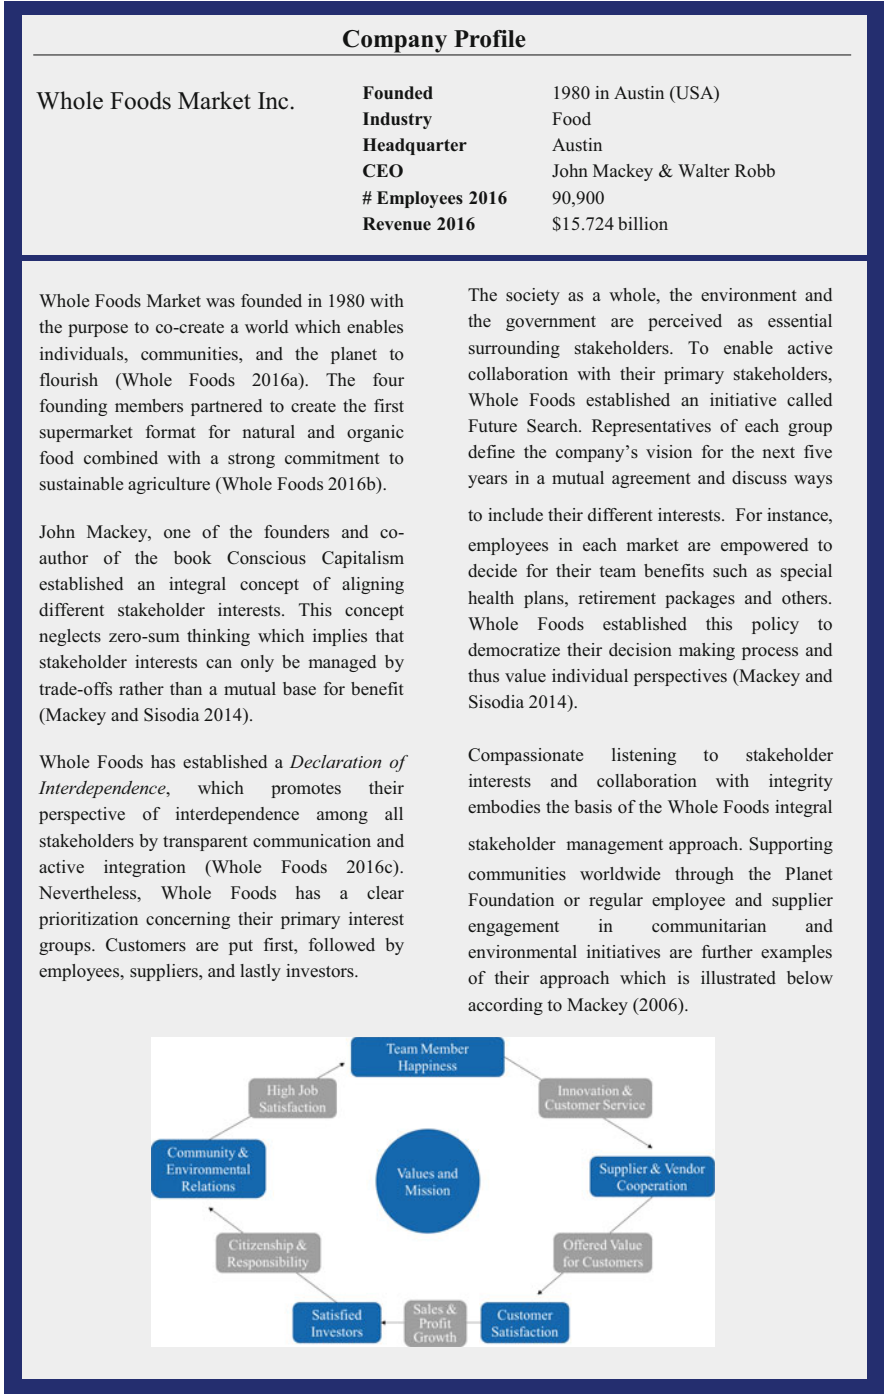 Company Profile
Whole Foods Market Inc.
Founded 1980 in Austin (USA)
Industry Food
Headquarter Austin
CEO John Mackey & Walter Robb
# Employees 2016 90,900
Revenue 2016 $15.724 billion
Whole Foods Market was founded in 1980 with
the purpose to co-create a world which enables
individuals, communities, and the planet to
flourish (Whole Foods 2016a). The four
founding members partnered to create the first
supermarket format for natural and organic
food combined with a strong commitment to
sustainable agriculture (Whole Foods 2016b).
John Mackey, one of the founders and co-
author of the book Conscious Capitalism
established an integral concept of aligning
different stakeholder interests. This concept
neglects zero-sum thinking which implies that
stakeholder interests can only be managed by
trade-offs rather than a mutual base for benefit
(Mackey and Sisodia 2014).
Whole Foods has established a Declaration of
Interdependence, which promotes their
perspective of interdependence among all
stakeholders by transparent communication and
active integration (Whole Foods 2016c).
Nevertheless, Whole Foods has a clear
prioritization concerning their primary interest
groups. Customers are put first, followed by
employees, suppliers, and lastly investors.
The society as a whole, the environment and
the government are perceived as essential
surrounding stakeholders. To enable active
collaboration with their primary stakeholders,
Whole Foods established an initiative called
Future Search. Representatives of each group
define the company's vision for the next five
years in a mutual agreement and discuss ways
to include their different interests. For instance,
employees in each market are empowered to
decide for their team benefits such as special
health plans, retirement packages and others.
Whole Foods established this policy to
democratize their decision making process and
thus value individual perspectives (Mackey and
Sisodia 2014).
Compassionate listening to stakeholder
interests and collaboration with integrity
embodies the basis of the Whole Foods integral
stakeholder management approach. Supporting
communities worldwide through the Planet
Foundation or regular employee and supplier
engagement in communitarian and
environmental initiatives are further examples
of their approach which is illustrated below
according to Mackey (2006).
Team Member
Happiness
Innovation &
Customer Service
Supplier & Vendor
Cooperation
Offered Value
for Customers
Customer
Satisfaction
Sales &
Profit
Growth
Satisfied
Investors
Citizenship &
Responsibility
Community &
Environmental
Relations
High Job
Satisfaction
Values and
Mission